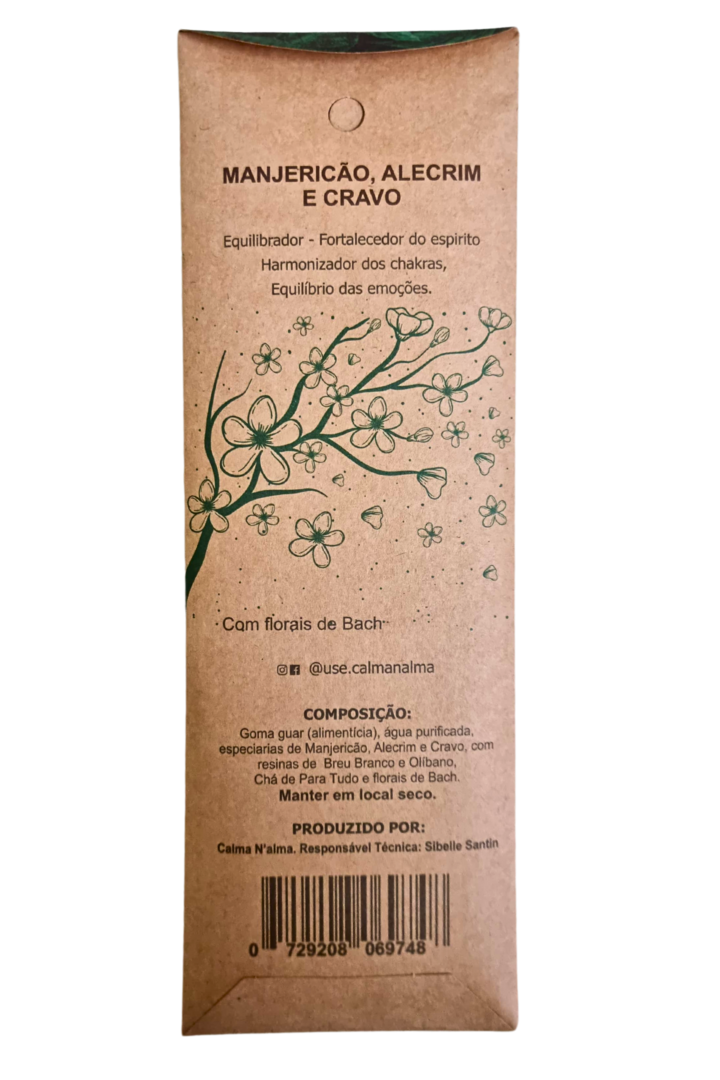 MANJERICÃO, ALECRIM
E CRAVO
Equilibrador - Fortalecedor do espirito
Harmonizador dos chakras,
Equilíbrio das emoções.
Com florais de Bach
@use.calmanalma
COMPOSIÇÃO:
Goma guar (alimentícia), água purificada,
especiarias de Manjericão, Alecrim e Cravo, com
resinas de Breu Branco e Olíbano,
Chá de Para Tudo e florais de Bach.
Manter em local seco.
PRODUZIDO POR:
Calma N'alma. Responsável Técnica: Sibelle Santin
0 729208 069748